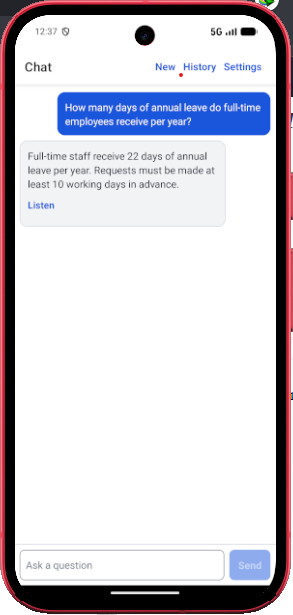 12:37
5G
Chat
New History Settings
How many days of annual leave do full-time
employees receive per year?
Full-time staff receive 22 days of annual
leave per year. Requests must be made at
least 10 working days in advance.
Listen
Ask a question
Send